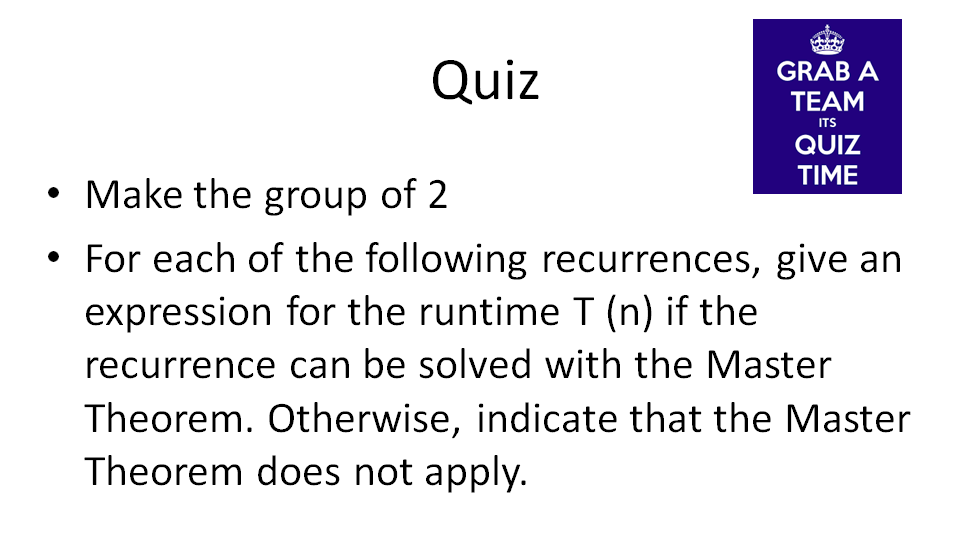 Quiz
GRAB A
TEAM
ITS
QUIZ
TIME
• Make the group of 2
• For each of the following recurrences, give an
expression for the runtime T (n) if the
recurrence can be solved with the Master
Theorem. Otherwise, indicate that the Master
Theorem does not apply.